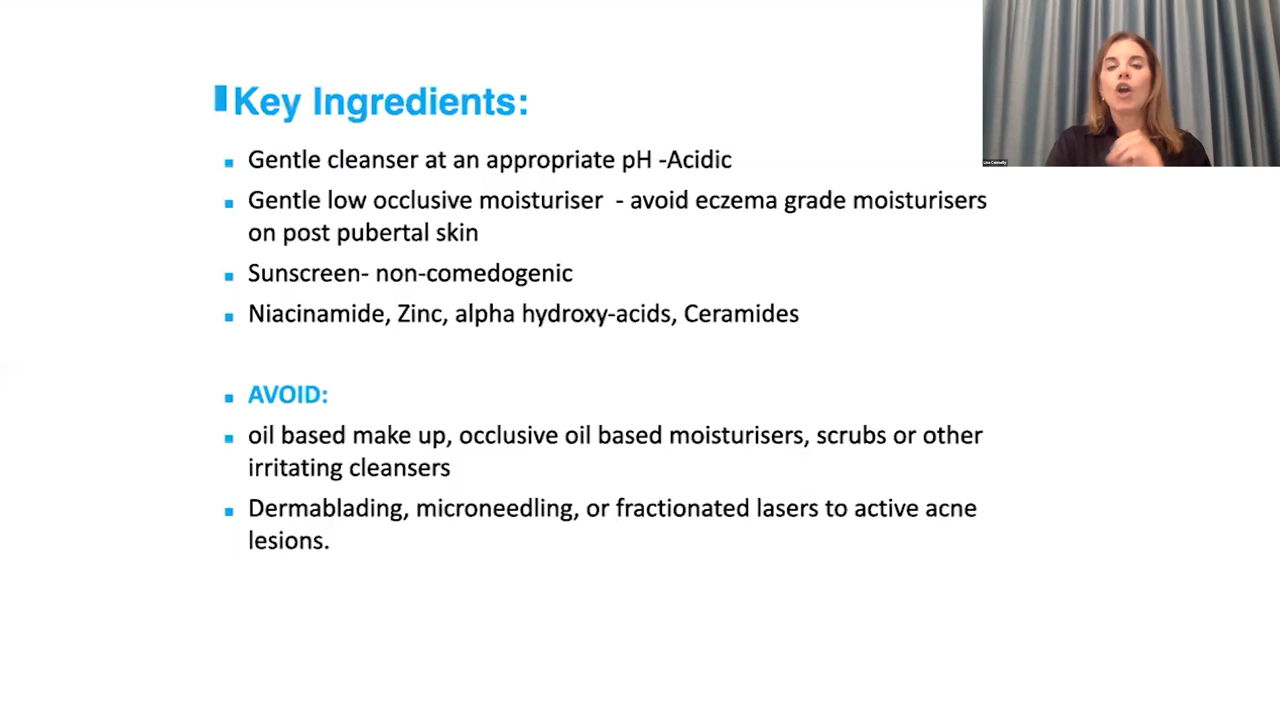 Key Ingredients:
Gentle cleanser at an appropriate pH -Acidic
Gentle low occlusive moisturiser - avoid eczema grade moisturisers
on post pubertal skin
Sunscreen- non-comedogenic
Niacinamide, Zinc, alpha hydroxy-acids, Ceramides
AVOID:
oil based make up, occlusive oil based moisturisers, scrubs or other
irritating cleansers
Dermablading, microneedling, or fractionated lasers to active acne
lesions.